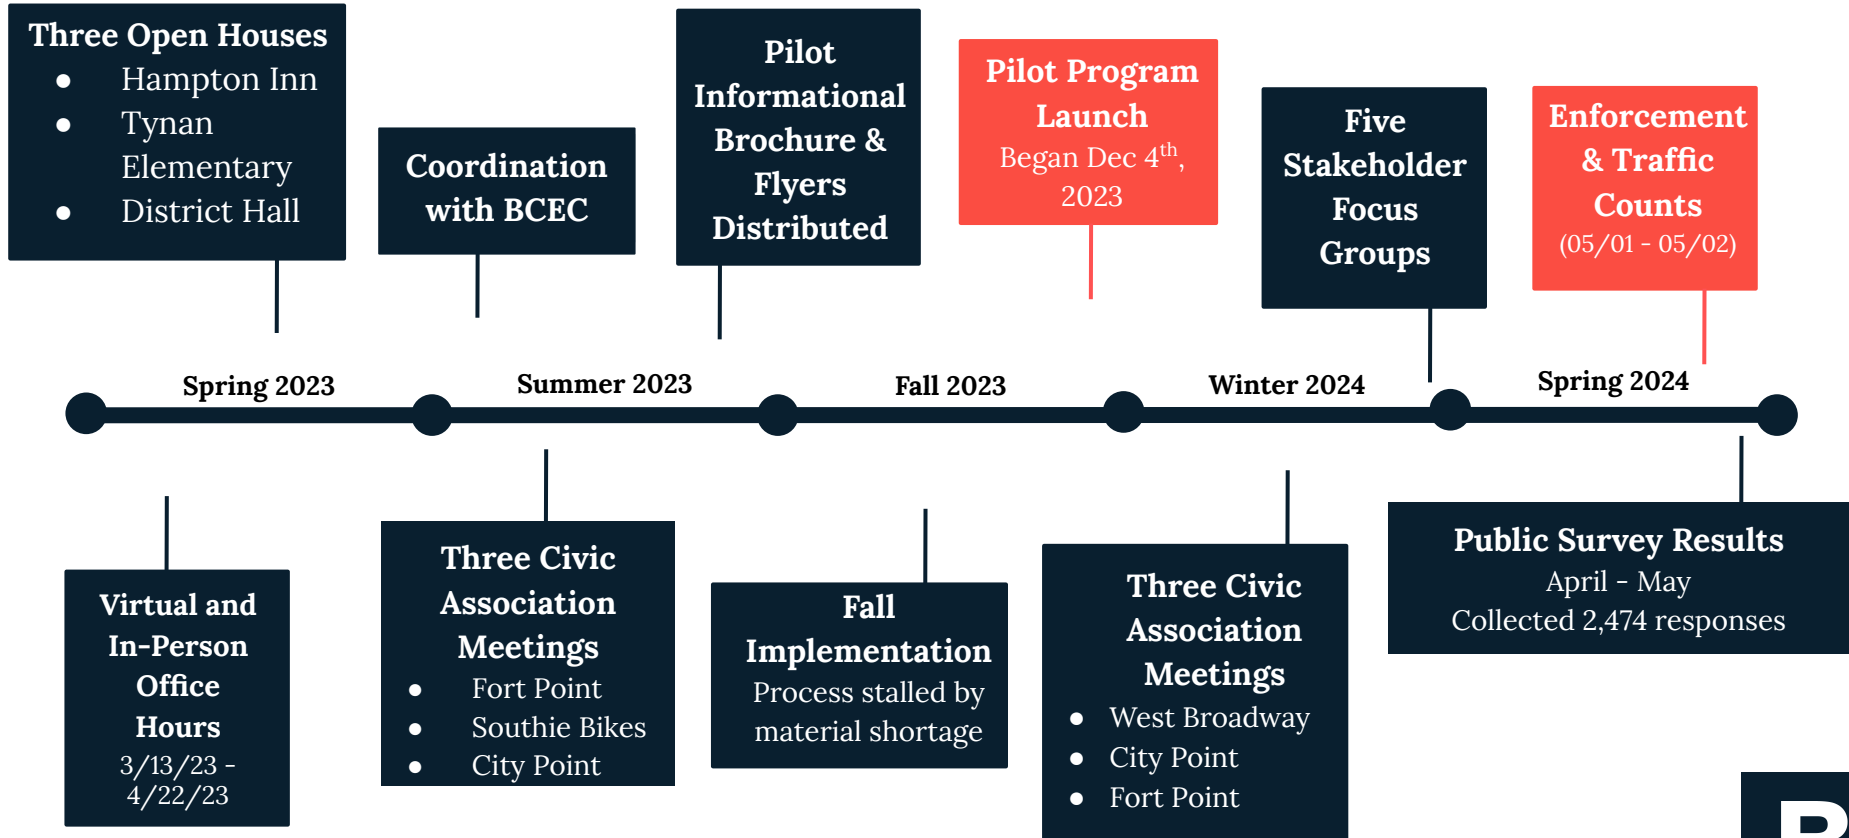 Three Open Houses
● Hampton Inn
● Tynan
Elementary
● District Hall
Coordination
with BCEC
Pilot
Informational
Brochure &
Flyers
Distributed
Pilot Program
Launch
Began Dec 4th,
2023
Five
Stakeholder
Focus
Groups
Enforcement
& Traffic
Counts
(05/01 - 05/02)
Spring 2023
Summer 2023
Fall 2023
Winter 2024
Spring 2024
Virtual and
In-Person
Office
Hours
3/13/23 -
4/22/23
Three Civic
Association
Meetings
● Fort Point
● Southie Bikes
● City Point
Fall
Implementation
Process stalled by
material shortage
Three Civic
Association
Meetings
● West Broadway
● City Point
● Fort Point
Public Survey Results
April - May
Collected 2,474 responses